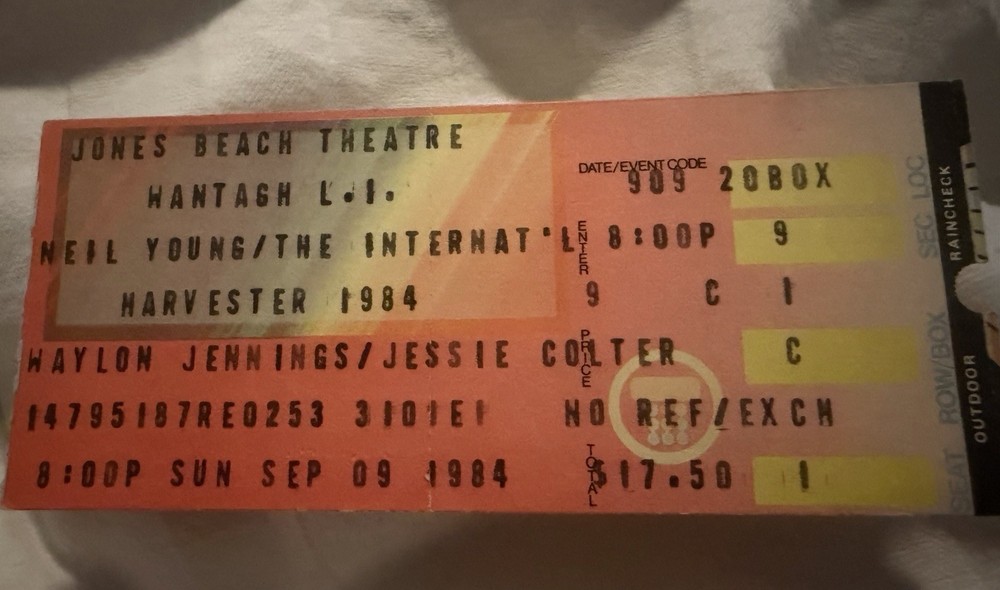 JONES BEACH THEATRE
WANTAGH L.I.
NEIL YOUNG/THE INTERNAT'L
HARVESTER 1984
WAYLON JENNINGS/JESSIE COLTER
14795187RE0253 3101E1 NO REF/EXCH
8:00P SUN SEP 09 1984 $17.50 1
DATE/EVENT CODE
909 20BOX
ENTER
8:00P 9
9 C 1
PRICE
C
TOTAL
SEC LOC
ROW/BOX
SEAT
RAINCHECK
OUTDOOR